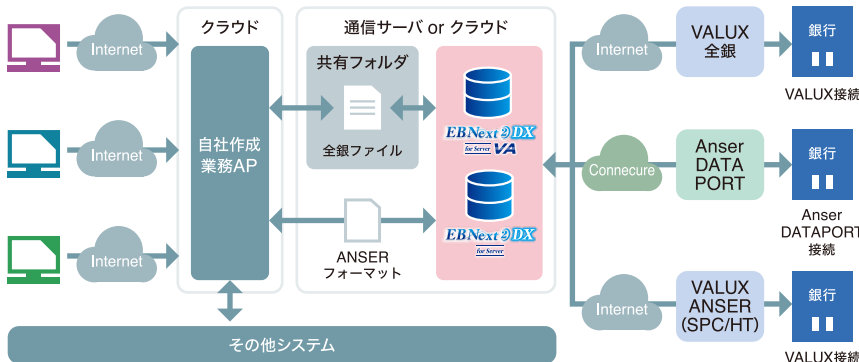 Internet
Internet
Internet
クラウド
自社作成
業務AP
通信サーバ or クラウド
共有フォルダ
全銀ファイル
ANSER
フォーマット
EBNext DX
for Server VA
EBNext DX
for Server
その他システム
Internet
VALUX
全銀
銀行
VALUX接続
Connecure
Anser
DATA
PORT
銀行
Anser
DATAPORT
接続
Internet
VALUX
ANSER
(SPC/HT)
銀行
VALUX接続